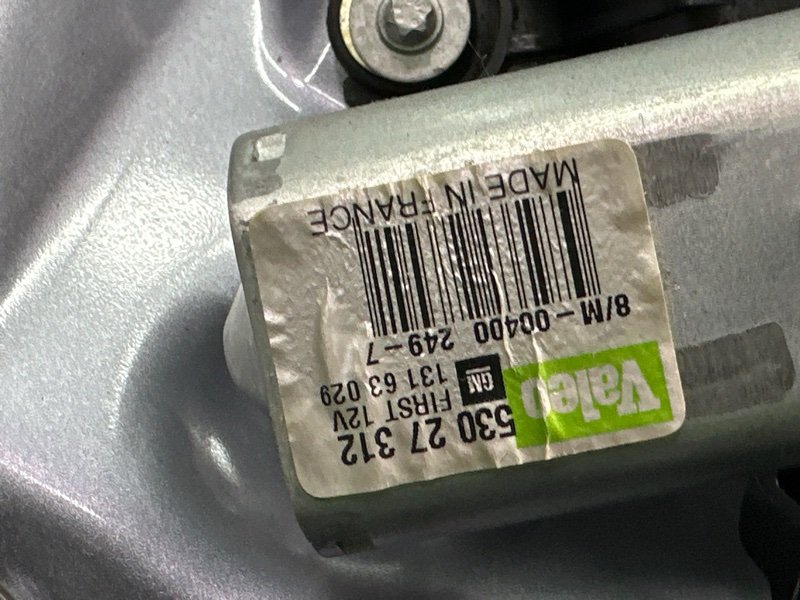 Valeo 530 27 312
FIRST 12V
GM 131 63 029
8/M-00400 249-7
MADE IN FRANCE